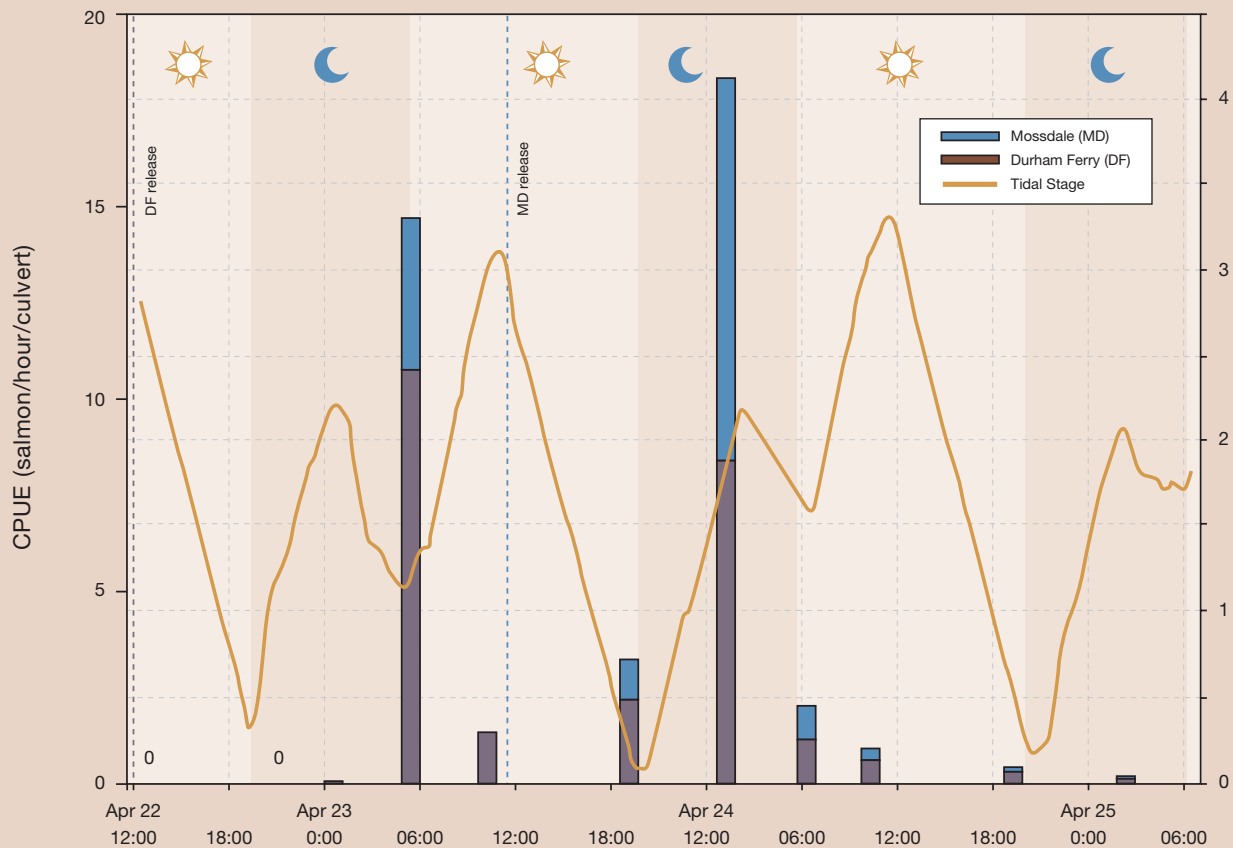 20
15
10
5
0
CPUE (salmon/hour/culvert)
DF release
MD release
Mossdale (MD)
Durham Ferry (DF)
Tidal Stage
0
0
4
3
2
1
0
Apr 22
Apr 23
Apr 24
Apr 25
12:00
18:00
0:00
06:00
12:00
18:00
12:00
06:00
12:00
18:00
0:00
06:00